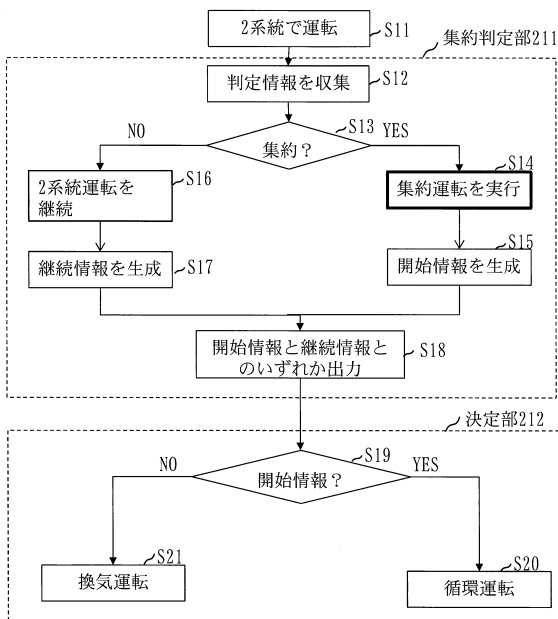 2系統で運転
S11
集約判定部211
判定情報を収集
S12
S13
集約？
NO
YES
S16
2系統運転を
継続
S14
集約運転を実行
S17
継続情報を生成
S15
開始情報を生成
開始情報と継続情報と
のいずれか出力
S18
決定部212
S19
開始情報？
NO
YES
S21
換気運転
S20
循環運転